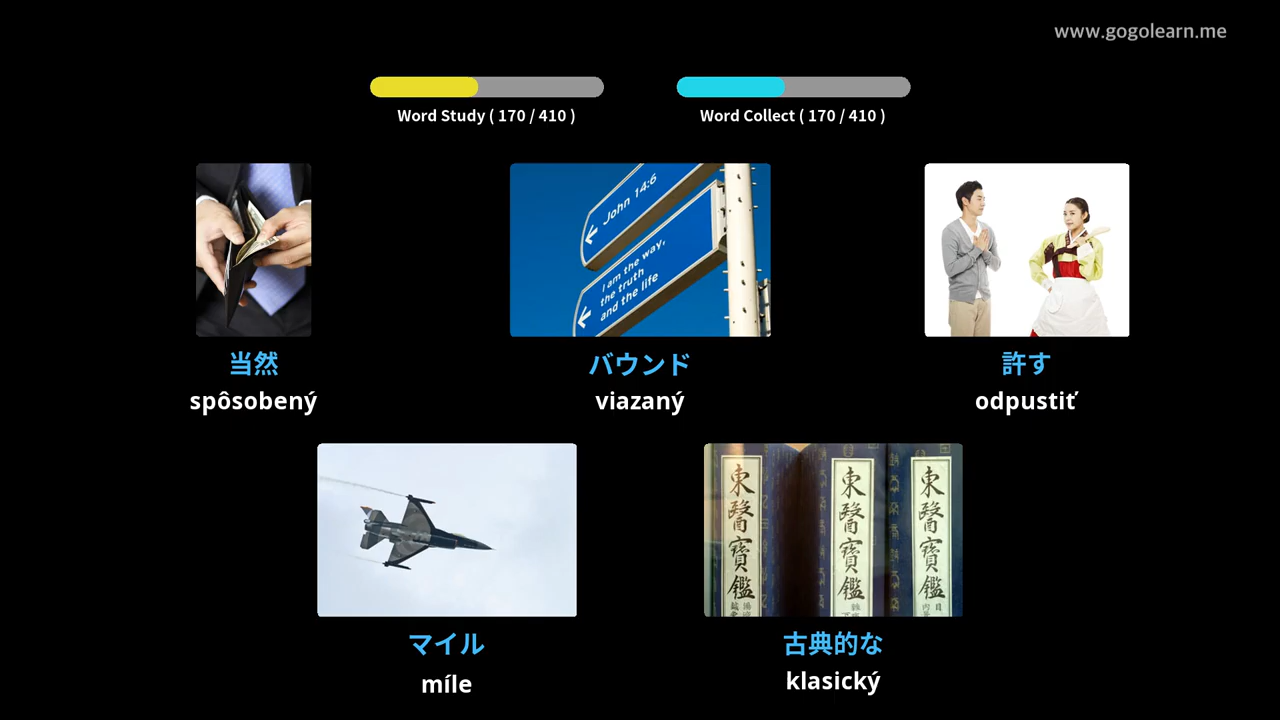 www.gogolearn.me
Word Study ( 170 / 410 )
Word Collect ( 170 / 410 )
John 14:6
I am the way,
the truth
and the life
当然
spôsobený
バウンド
viazaný
許す
odpustiť
東醫寶鑑
東醫寶鑑
東醫寶鑑
マイル
míle
古典的な
klasický